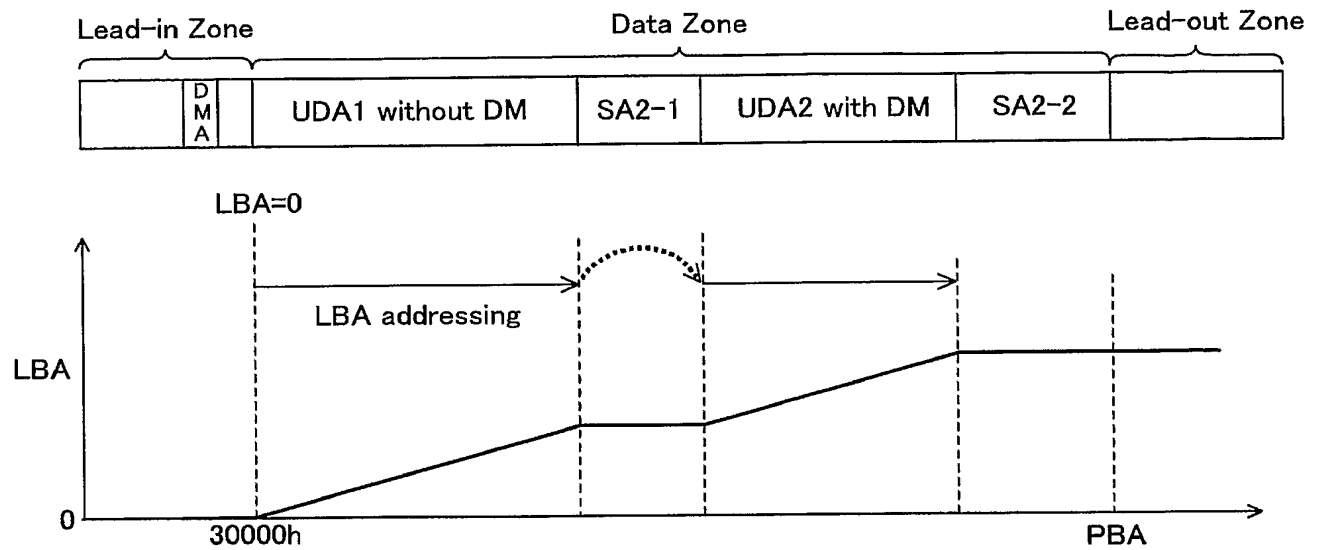 Lead-in Zone
Data Zone
Lead-out Zone
DMA
UDA1 without DM
SA2-1
UDA2 with DM
SA2-2
LBA=0
LBA addressing
LBA
0
30000h
PBA